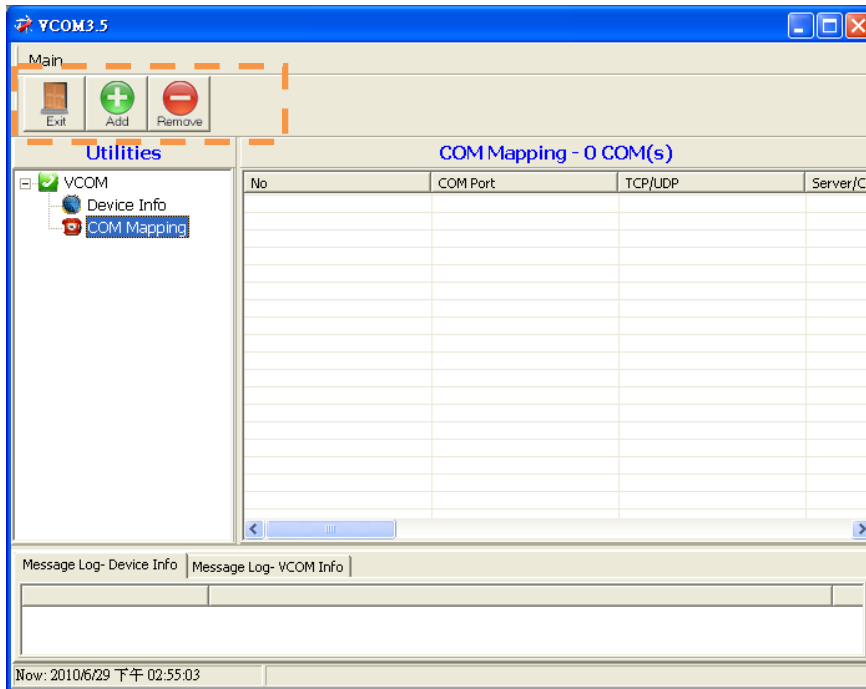 VCOM3.5
Main
Exit Add Remove
Utilities
COM Mapping - 0 COM(s)
VCOM
Device Info
COM Mapping
No COM Port TCP/UDP Server/C
Message Log- Device Info Message Log- VCOM Info
Now: 2010/6/29 下午 02:55:03